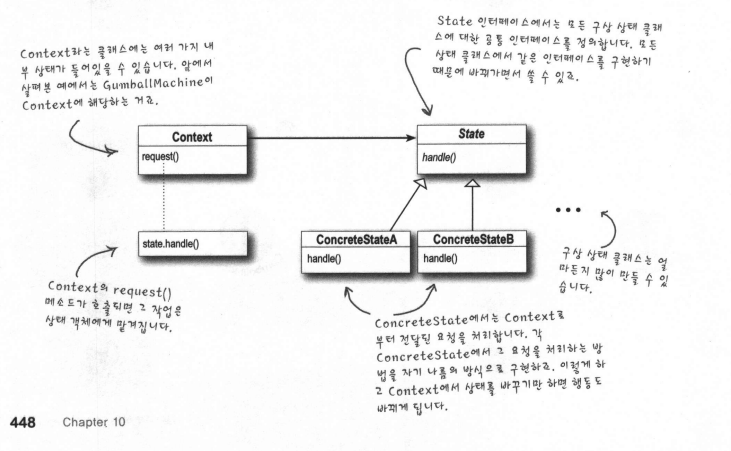 Context라는 클래스에는 여러 가지 내
부 상태가 들어있을 수 있습니다. 앞에서
살펴본 예에서는 GumballMachine이
Context에 해당하는 거죠.
State 인터페이스에서는 모든 구상 상태 클래
스에 대한 공통 인터페이스를 정의합니다. 모든
상태 클래스에서 같은 인터페이스를 구현하기
때문에 바꿔가면서 쓸 수 있죠.
Context
request()
State
handle()
state.handle()
ConcreteStateA
handle()
ConcreteStateB
handle()
구상 상태 클래스는 얼
마든지 많이 만들 수 있
습니다.
Context의 request()
메소드가 호출되면 그 작업은
상태 객체에게 맡겨집니다.
ConcreteState에서는 Context로
부터 전달된 요청을 처리합니다. 각
ConcreteState에서 그 요청을 처리하는 방
법을 자기 나름의 방식으로 구현하죠. 이렇게 하
고 Context에서 상태를 바꾸기만 하면 행동도
바뀌게 됩니다.
448 Chapter 10